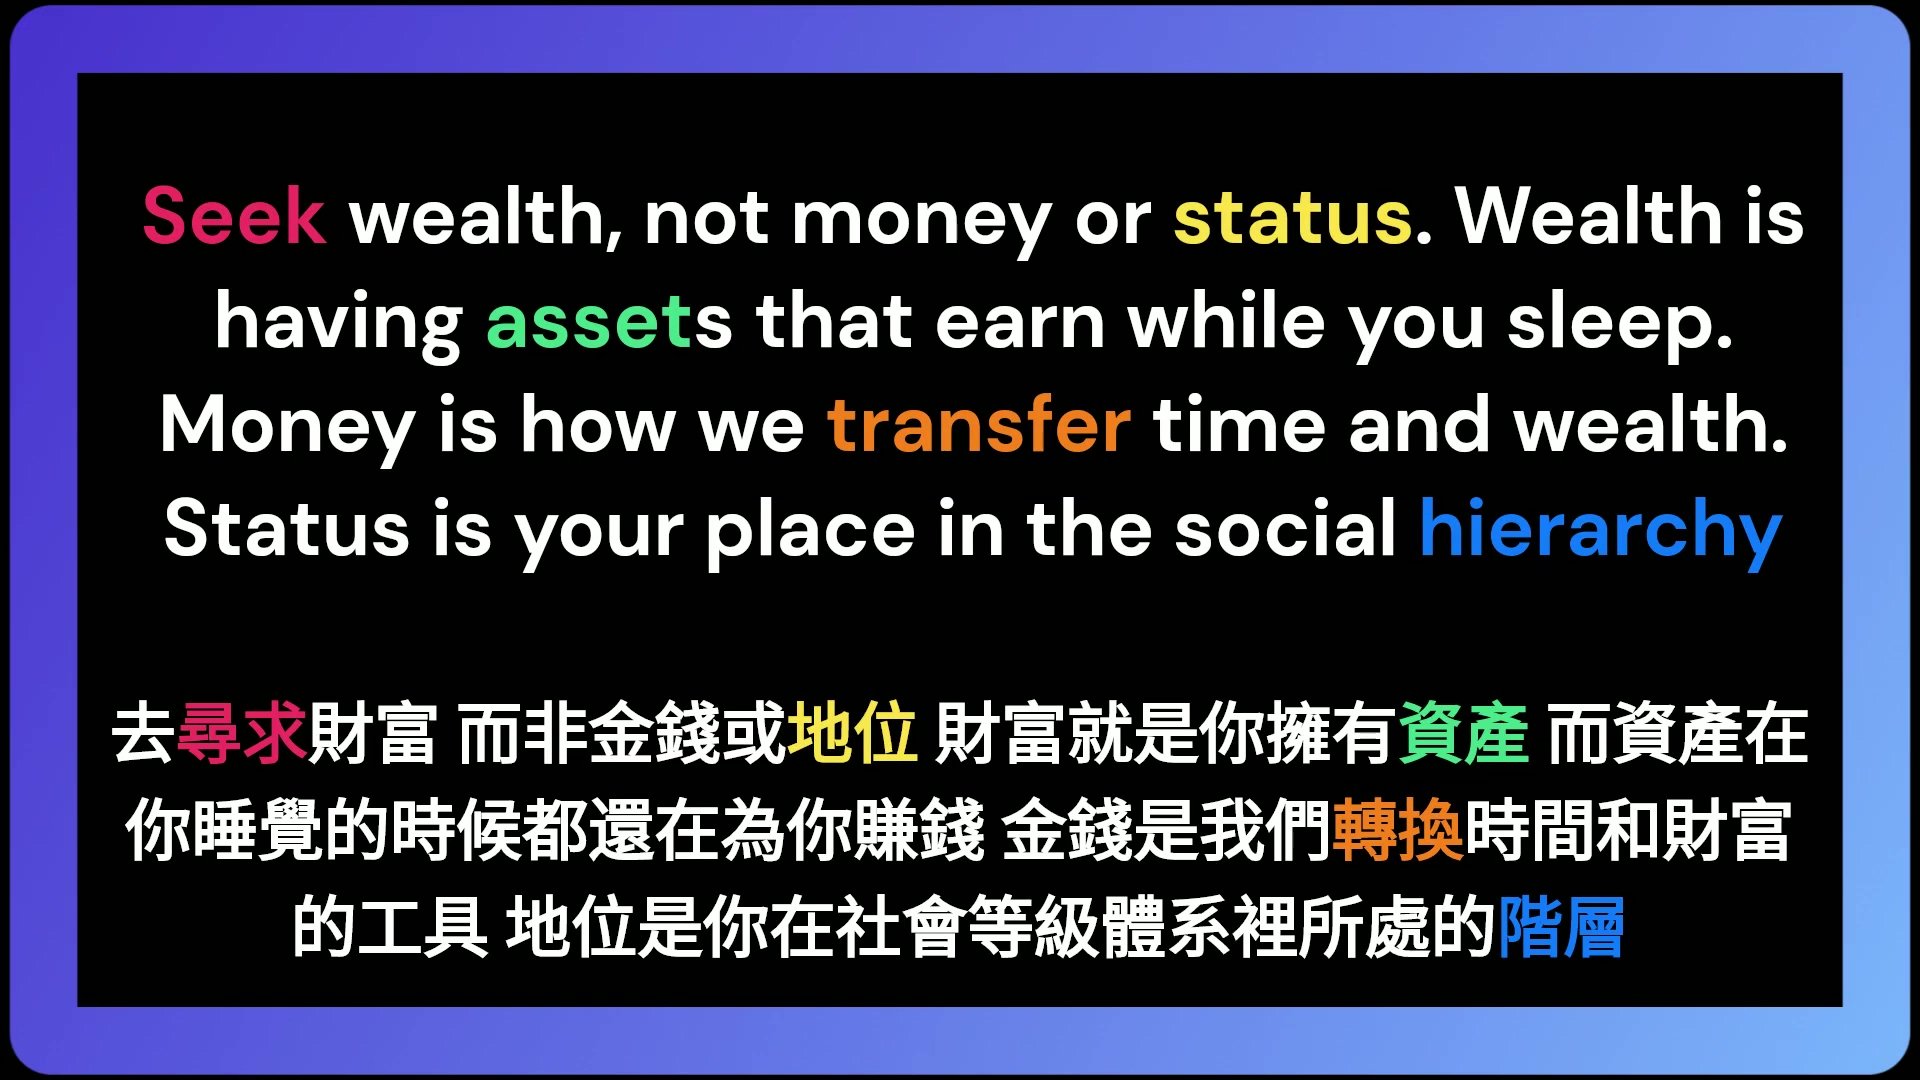 Seek wealth, not money or status. Wealth is
having assets that earn while you sleep.
Money is how we transfer time and wealth.
Status is your place in the social hierarchy
去尋求財富 而非金錢或地位 財富就是你擁有資產 而資產在
你睡覺的時候都還在為你賺錢 金錢是我們轉換時間和財富
的工具 地位是你在社會等級體系裡所處的階層